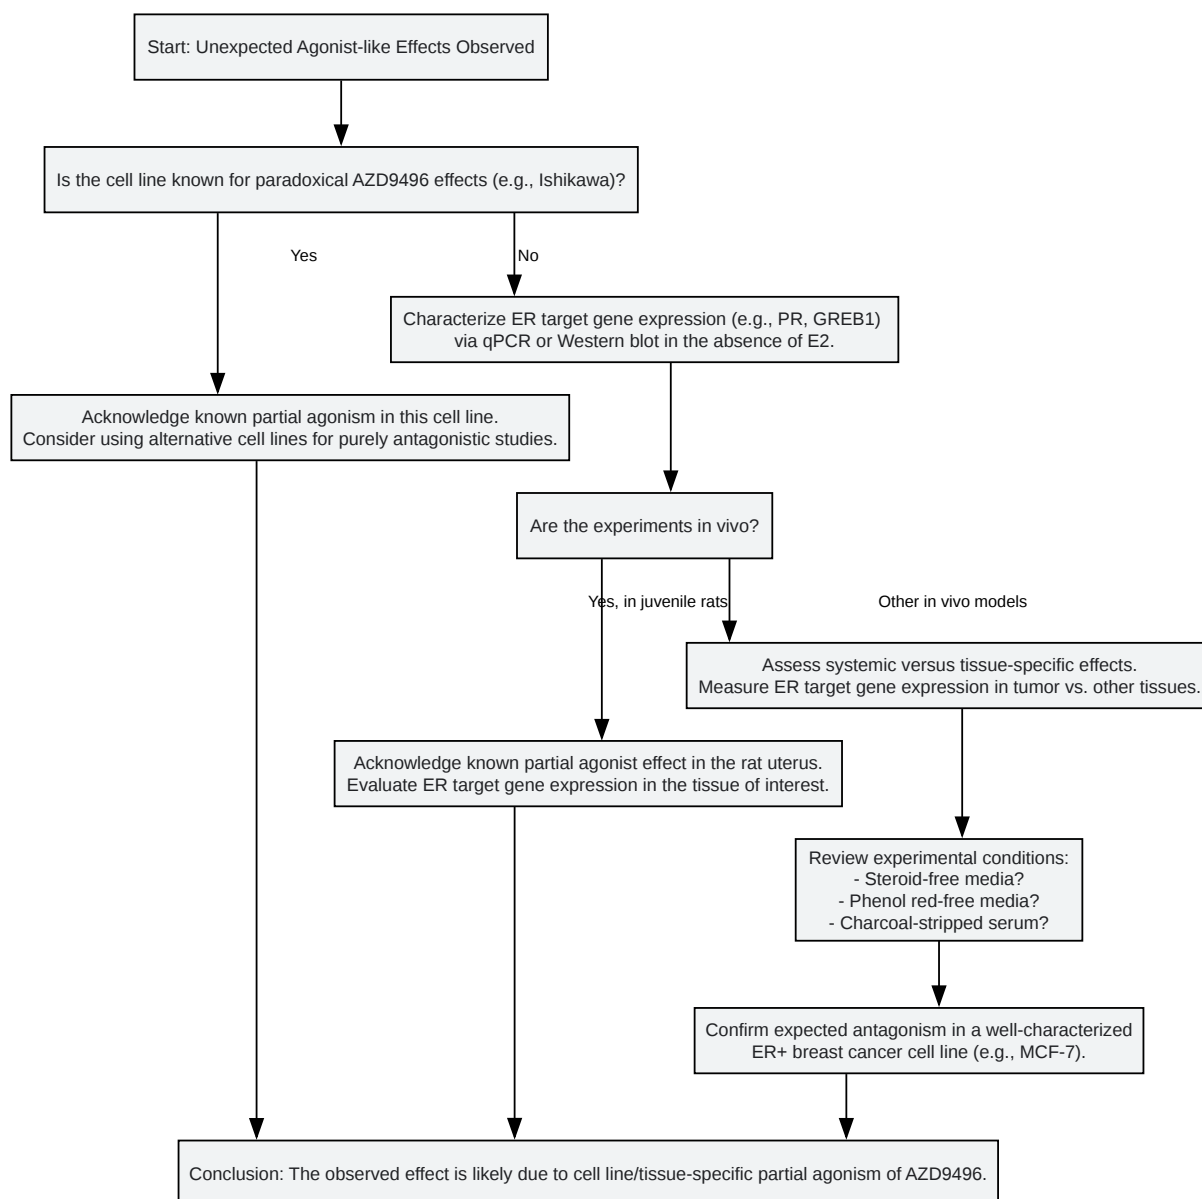 Start: Unexpected Agonist-like Effects Observed
Is the cell line known for paradoxical AZD9496 effects (e.g., Ishikawa)?
Yes
No
Characterize ER target gene expression (e.g., PR, GREB1)
via qPCR or Western blot in the absence of E2.
Acknowledge known partial agonism in this cell line.
Consider using alternative cell lines for purely antagonistic studies.
Are the experiments in vivo?
Yes, in juvenile rats
Other in vivo models
Assess systemic versus tissue-specific effects.
Measure ER target gene expression in tumor vs. other tissues.
Acknowledge known partial agonist effect in the rat uterus.
Evaluate ER target gene expression in the tissue of interest.
Review experimental conditions:
- Steroid-free media?
- Phenol red-free media?
- Charcoal-stripped serum?
Confirm expected antagonism in a well-characterized
ER+ breast cancer cell line (e.g., MCF-7).
Conclusion: The observed effect is likely due to cell line/tissue-specific partial agonism of AZD9496.